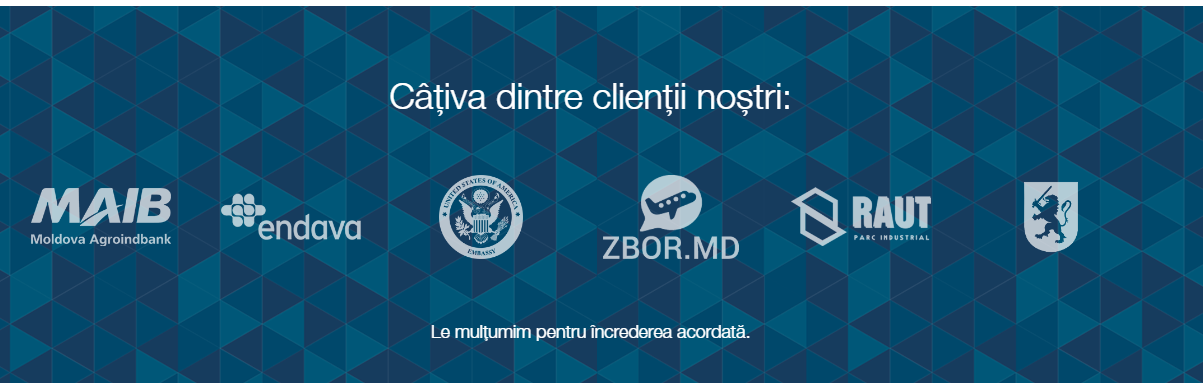 Câțiva dintre clienții noștri:
MAIB
Moldova Agroindbank
endava
UNITED STATES OF AMERICA
EMBASSY
ZBOR.MD
RAUT
PARC INDUSTRIAL
Le mulțumim pentru încrederea acordată.